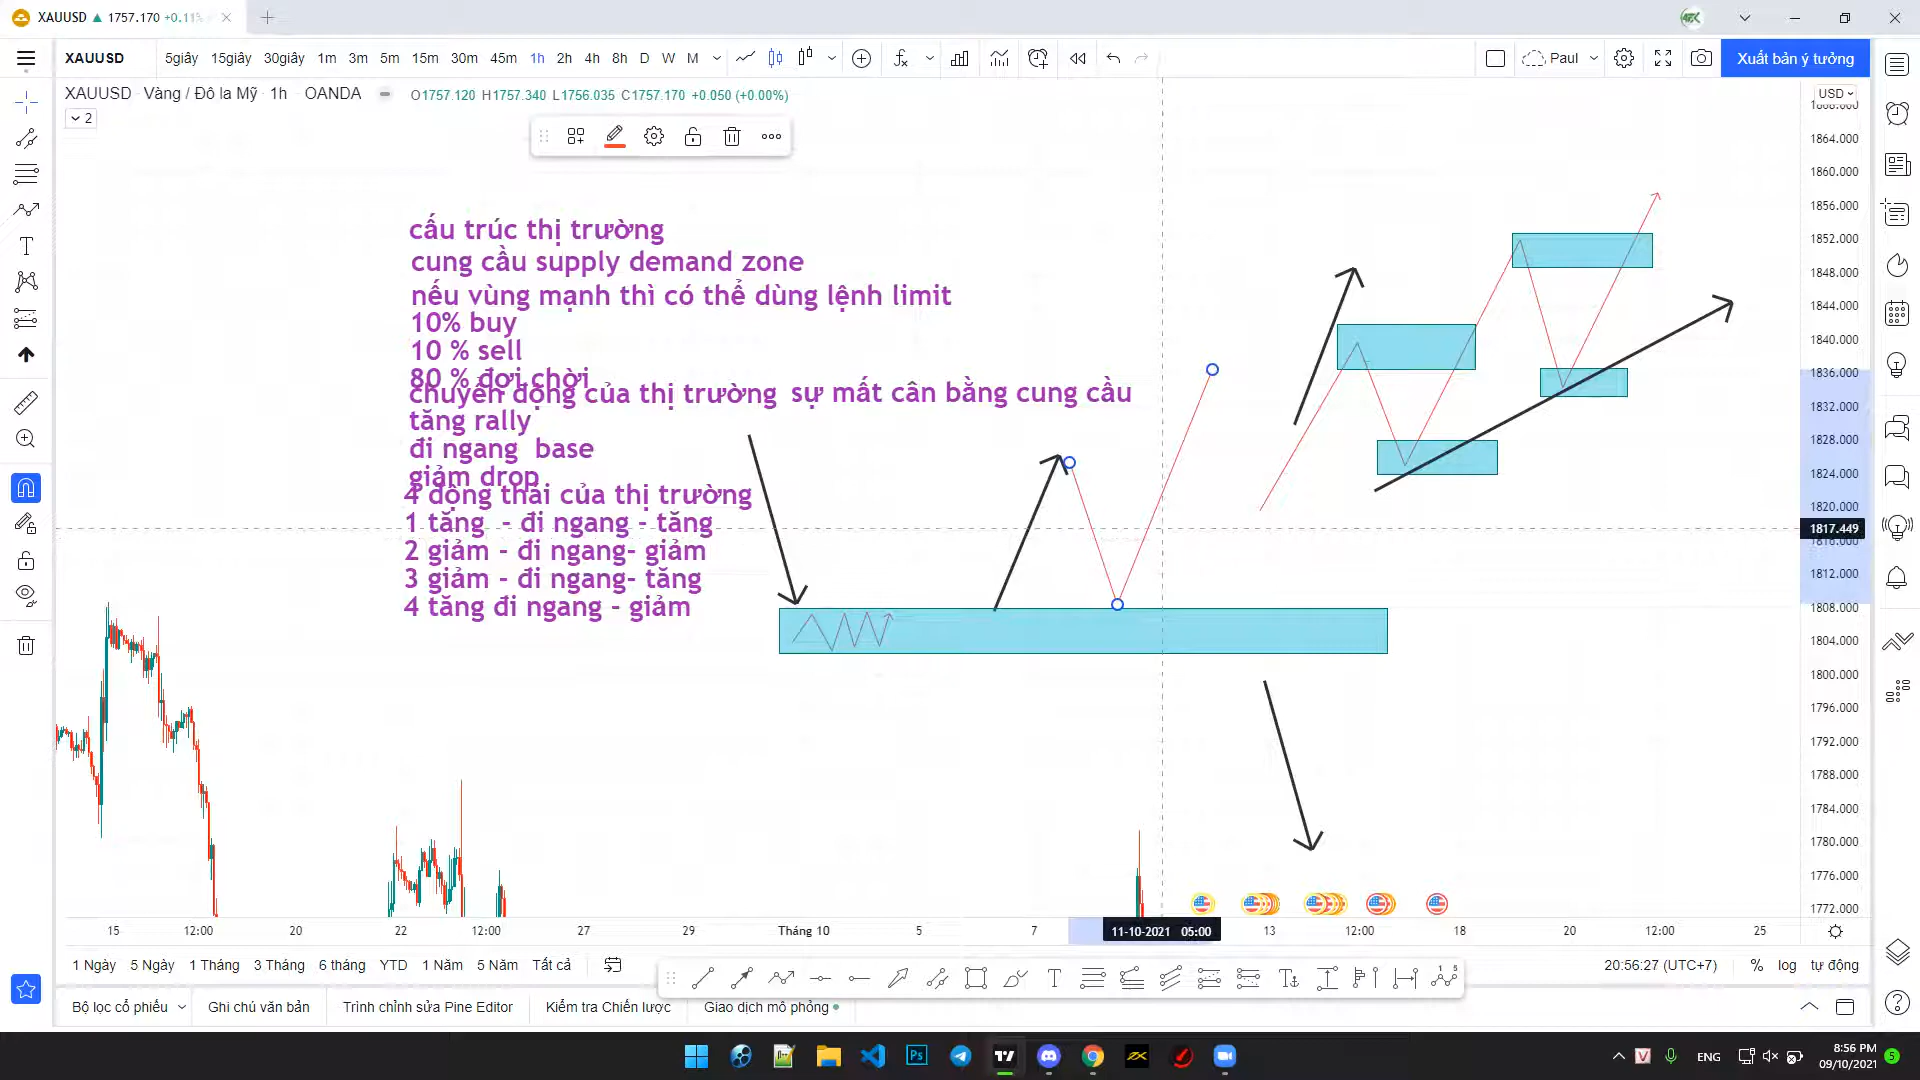 XAUUSD ▲ 1757.170 +0.11%
XAUUSD 5giây 15giây 30giây 1m 3m 5m 15m 30m 45m 1h 2h 4h 8h D W M Paul Xuất bản ý tưởng
XAUUSD Vàng / Đô la Mỹ · 1h · OANDA O1757.120 H1757.340 L1756.035 C1757.170 +0.050 (+0.00%)
USD
2
cấu trúc thị trường
cung cầu supply demand zone
nếu vùng mạnh thì có thể dùng lệnh limit
10% buy
10 % sell
80 % đợi chời
chuyển động của thị trường sự mất cân bằng cung cầu
tăng rally
đi ngang base
giảm drop
4 động thái của thị trường
1 tăng - đi ngang - tăng
2 giảm - đi ngang- giảm
3 giảm - đi ngang- tăng
4 tăng đi ngang - giảm
1868.000
1864.000
1860.000
1856.000
1852.000
1848.000
1844.000
1840.000
1836.000
1832.000
1828.000
1824.000
1820.000
1817.449
1816.000
1812.000
1808.000
1804.000
1800.000
1796.000
1792.000
1788.000
1784.000
1780.000
1776.000
1772.000
15 12:00 20 22 12:00 27 29 Tháng 10 5 7 11-10-2021 05:00 13 12:00 18 20 12:00 25
1 Ngày 5 Ngày 1 Tháng 3 Tháng 6 tháng YTD 1 Năm 5 Năm Tất cả 20:56:27 (UTC+7) % log tự động
Bộ lọc cổ phiếu Ghi chú văn bản Trình chỉnh sửa Pine Editor Kiểm tra Chiến lược Giao dịch mô phỏng
ENG 8:56 PM 5
09/10/2021